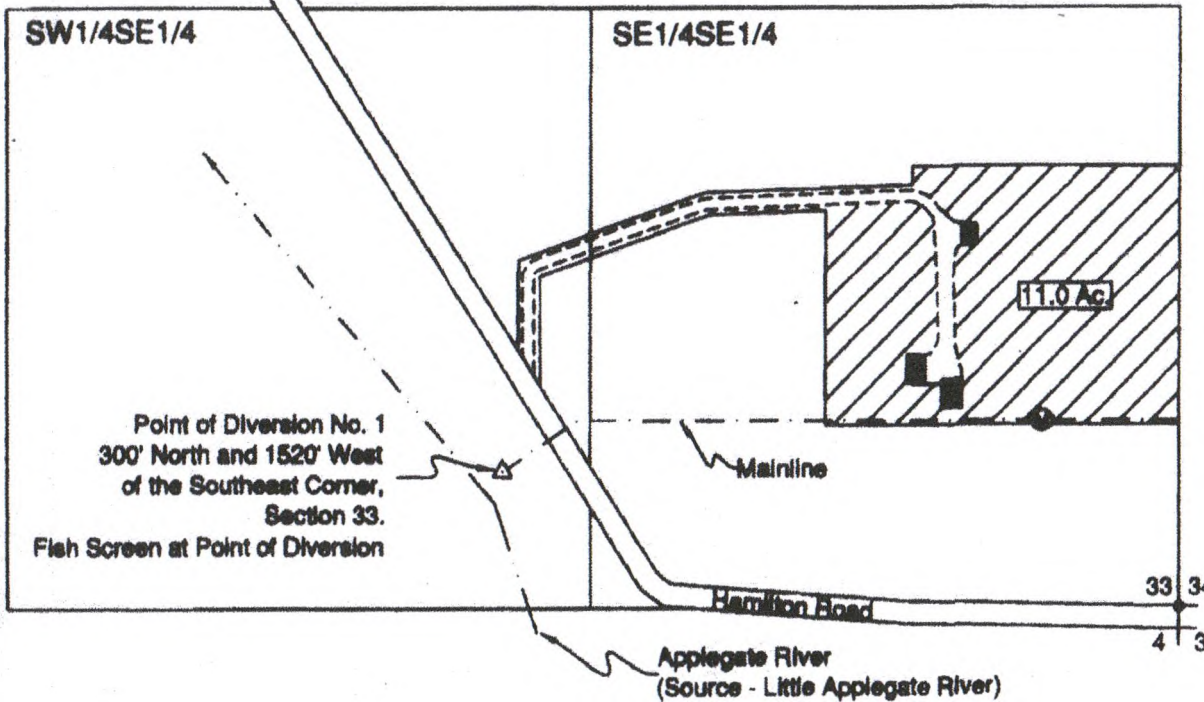 SW1/4SE1/4
SE1/4SE1/4
11.0 Ac.
Point of Diversion No. 1
300' North and 1520' West
of the Southeast Corner,
Section 33.
Fish Screen at Point of Diversion
Mainline
Hamilton Road
33 34
4 3
Applegate River
(Source - Little Applegate River)